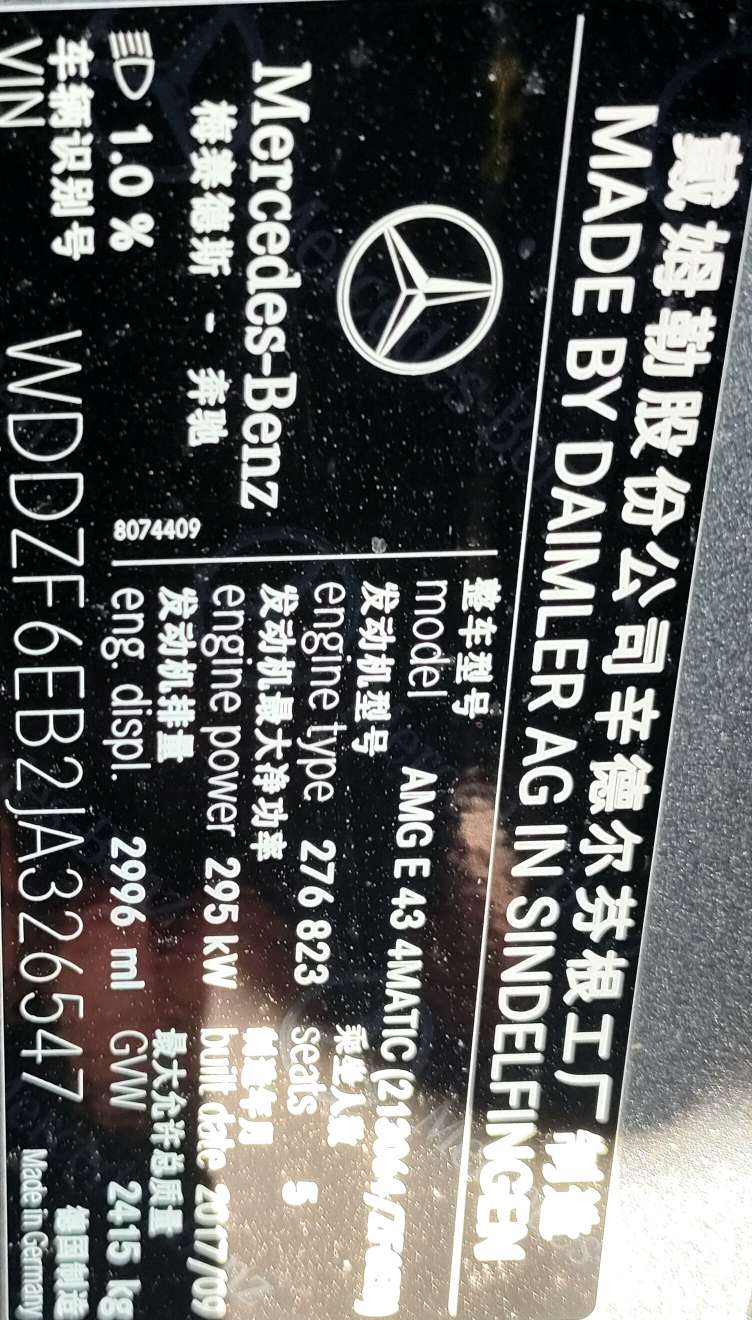 戴姆勒股份公司辛德尔芬根工厂 制造
MADE BY DAIMLER AG IN SINDELFINGEN
Mercedes-Benz
梅赛德斯 - 奔驰
1.0 %
8074409
整车型号
model AMG E 43 4MATIC
发动机型号
engine type 276 823
乘坐人数
seats 5
发动机最大净功率
engine power 295 kW
制造年月
built date 2017/09
发动机排量
eng. displ. 2996 ml
最大允许总质量
GVW 2415 kg
车辆识别号
VIN WDDZF6EB2JA326547
德国制造
Made in Germany